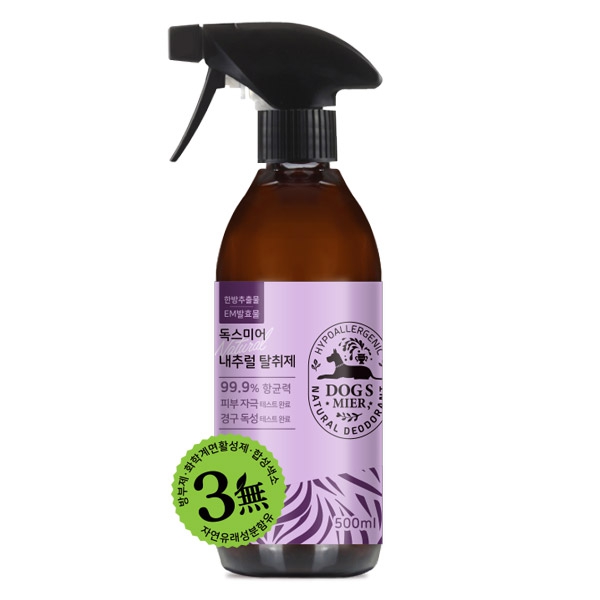 한방추출물
EM발효물
독스미어
Natural
내추럴 탈취제
99.9% 항균력
피부 자극 테스트 완료
경구 독성 테스트 완료
HYPOALLERGENIC
DOG S
MIER
NATURAL DEODORANT
500ml
방부제·화학계면활성제·합성색소
3無
자연유래성분함유